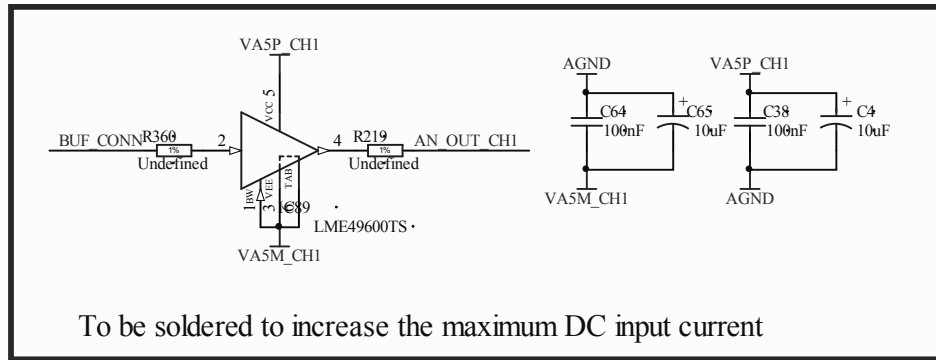 VA5P_CH1
VCC
5
BUF_CONN
R360
1%
Undefined
2
4
R219
1%
Undefined
AN_OUT_CH1
1
BW
3
VEE
6
TAB
IC89
LME49600TS
VA5M_CH1
AGND
C64
100nF
+
C65
10uF
VA5M_CH1
VA5P_CH1
C38
100nF
+
C4
10uF
AGND
To be soldered to increase the maximum DC input current